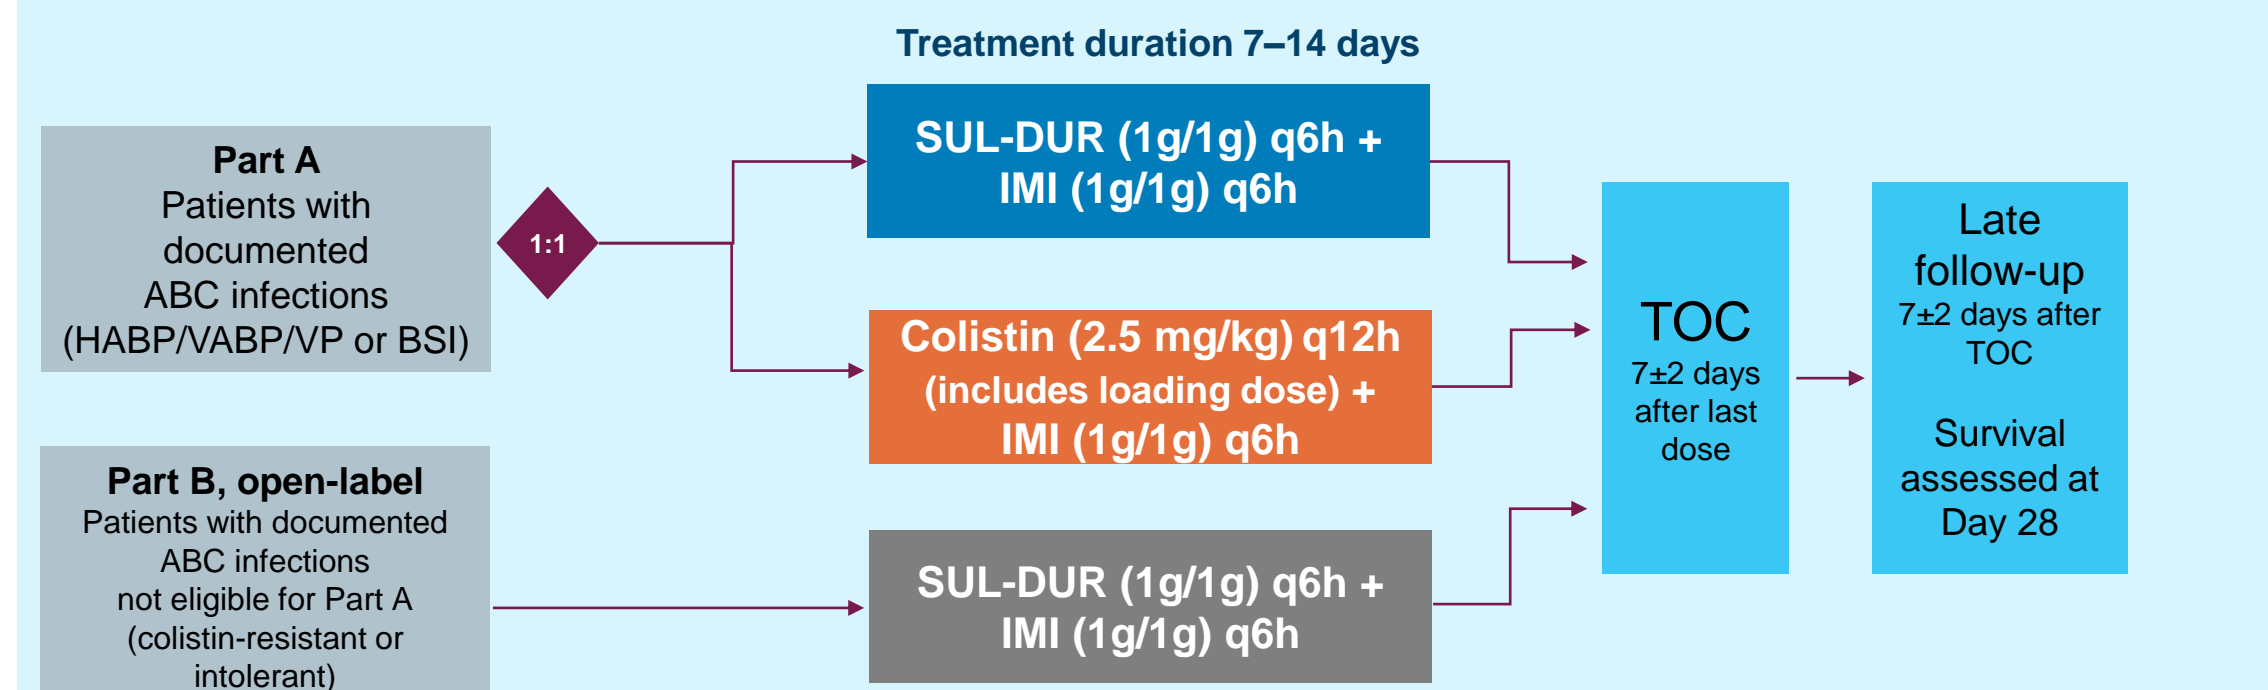 Treatment duration 7–14 days
Part A
Patients with
documented
ABC infections
(HABP/VABP/VP or BSI)
1:1
SUL-DUR (1g/1g) q6h +
IMI (1g/1g) q6h
Colistin (2.5 mg/kg) q12h
(includes loading dose) +
IMI (1g/1g) q6h
Part B, open-label
Patients with documented
ABC infections
not eligible for Part A
(colistin-resistant or
intolerant)
SUL-DUR (1g/1g) q6h +
IMI (1g/1g) q6h
TOC
7±2 days
after last
dose
Late
follow-up
7±2 days after
TOC
Survival
assessed at
Day 28